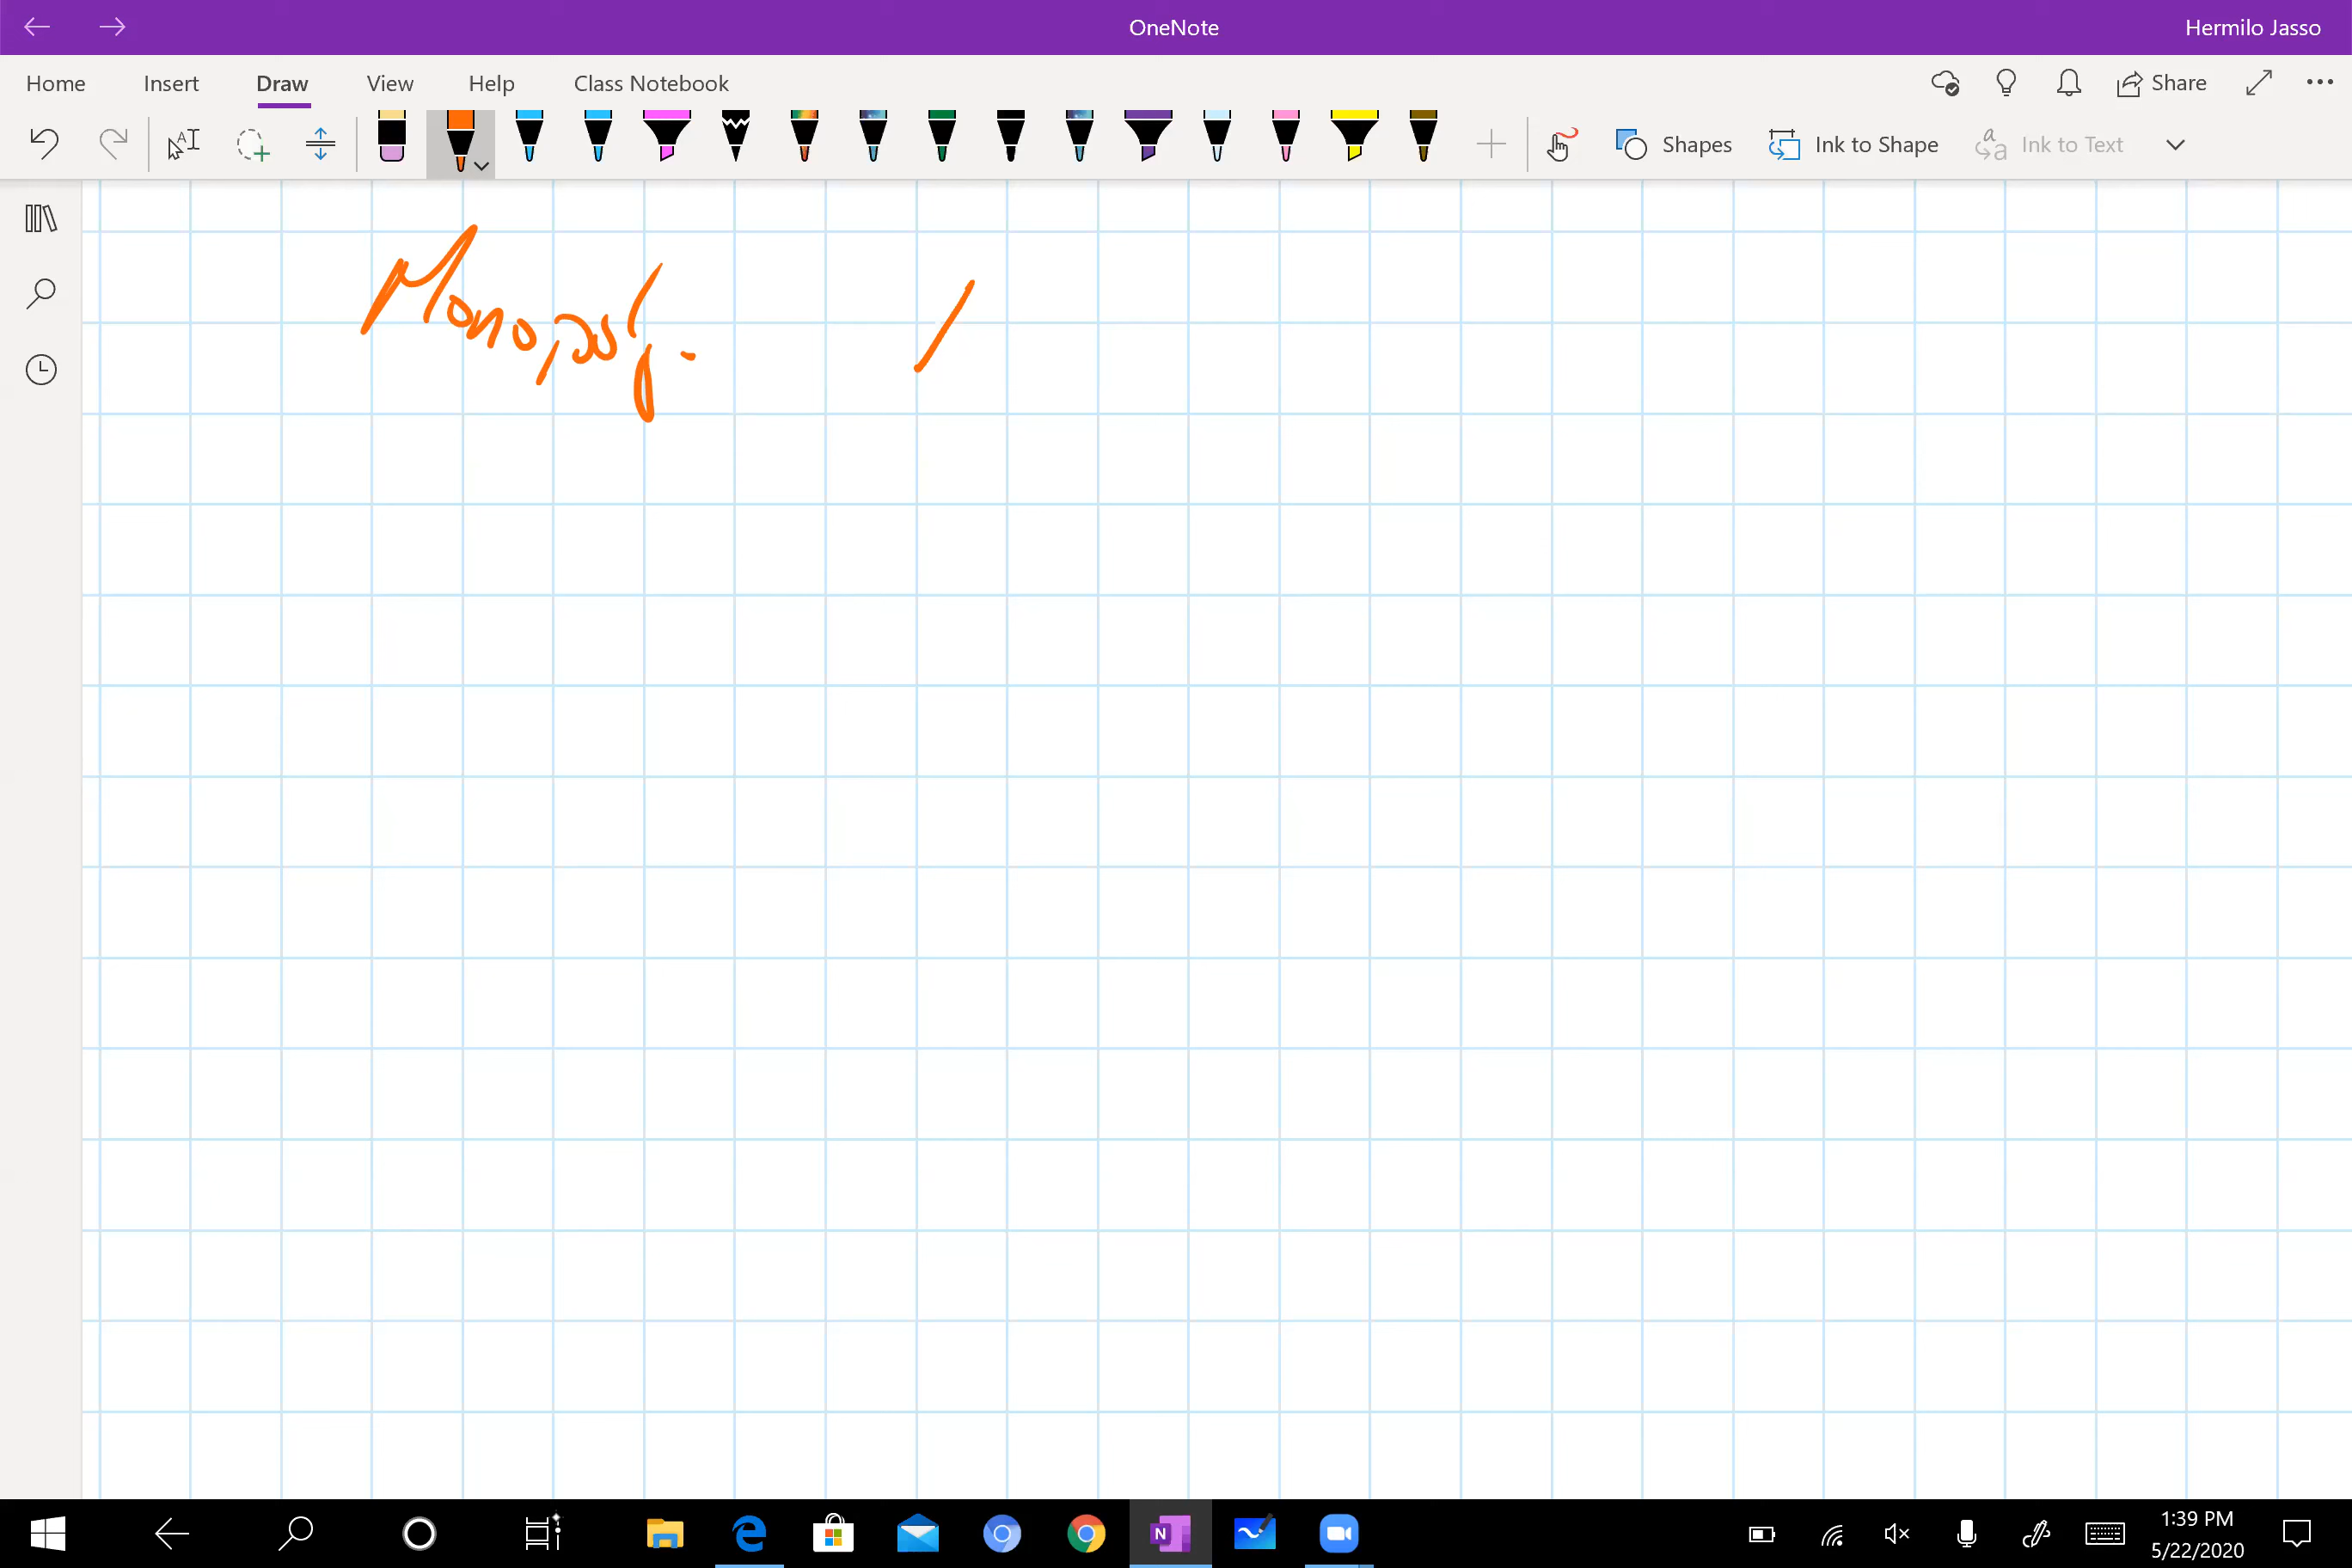 OneNote
Hermilo Jasso
Home Insert Draw View Help Class Notebook Share
Shapes Ink to Shape Ink to Text
1:39 PM
5/22/2020